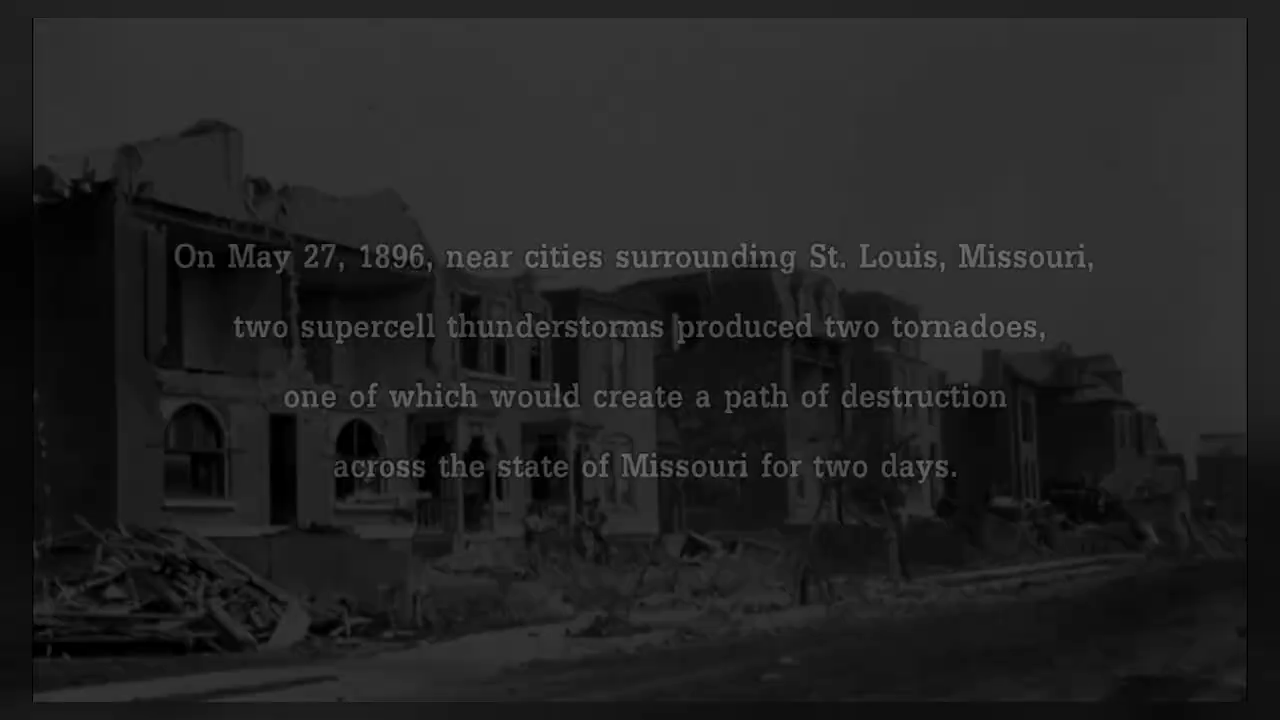 On May 27, 1896, near cities surrounding St. Louis, Missouri,
two supercell thunderstorms produced two tornadoes,
one of which would create a path of destruction
across the state of Missouri for two days.